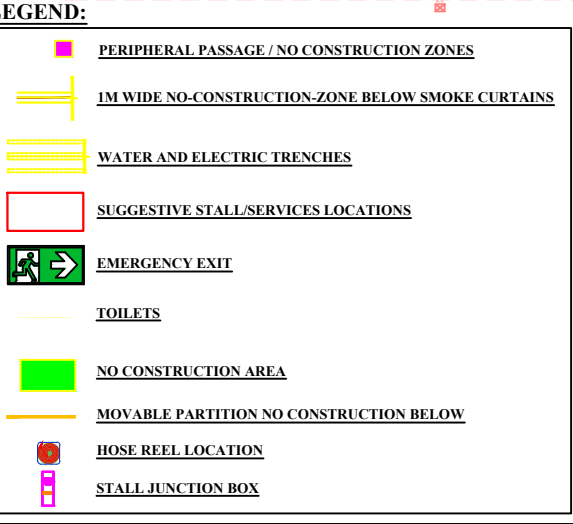 LEGEND:
PERIPHERAL PASSAGE / NO CONSTRUCTION ZONES
1M WIDE NO-CONSTRUCTION-ZONE BELOW SMOKE CURTAINS
WATER AND ELECTRIC TRENCHES
SUGGESTIVE STALL/SERVICES LOCATIONS
EMERGENCY EXIT
TOILETS
NO CONSTRUCTION AREA
MOVABLE PARTITION NO CONSTRUCTION BELOW
HOSE REEL LOCATION
STALL JUNCTION BOX